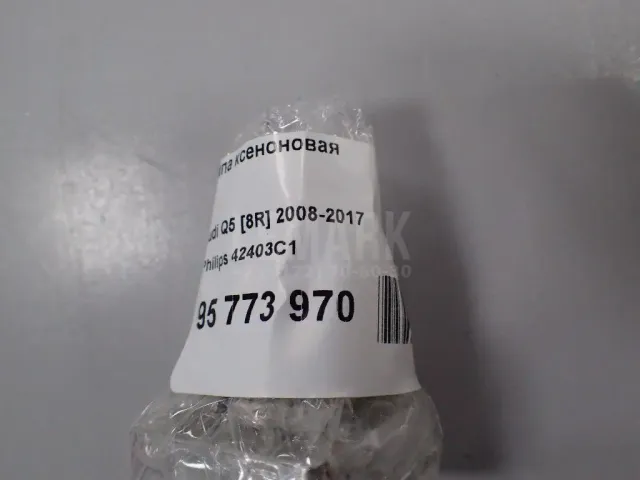 ксеноновая
Q5 [8R] 2008-2017
Philips 42403C1
95 773 970